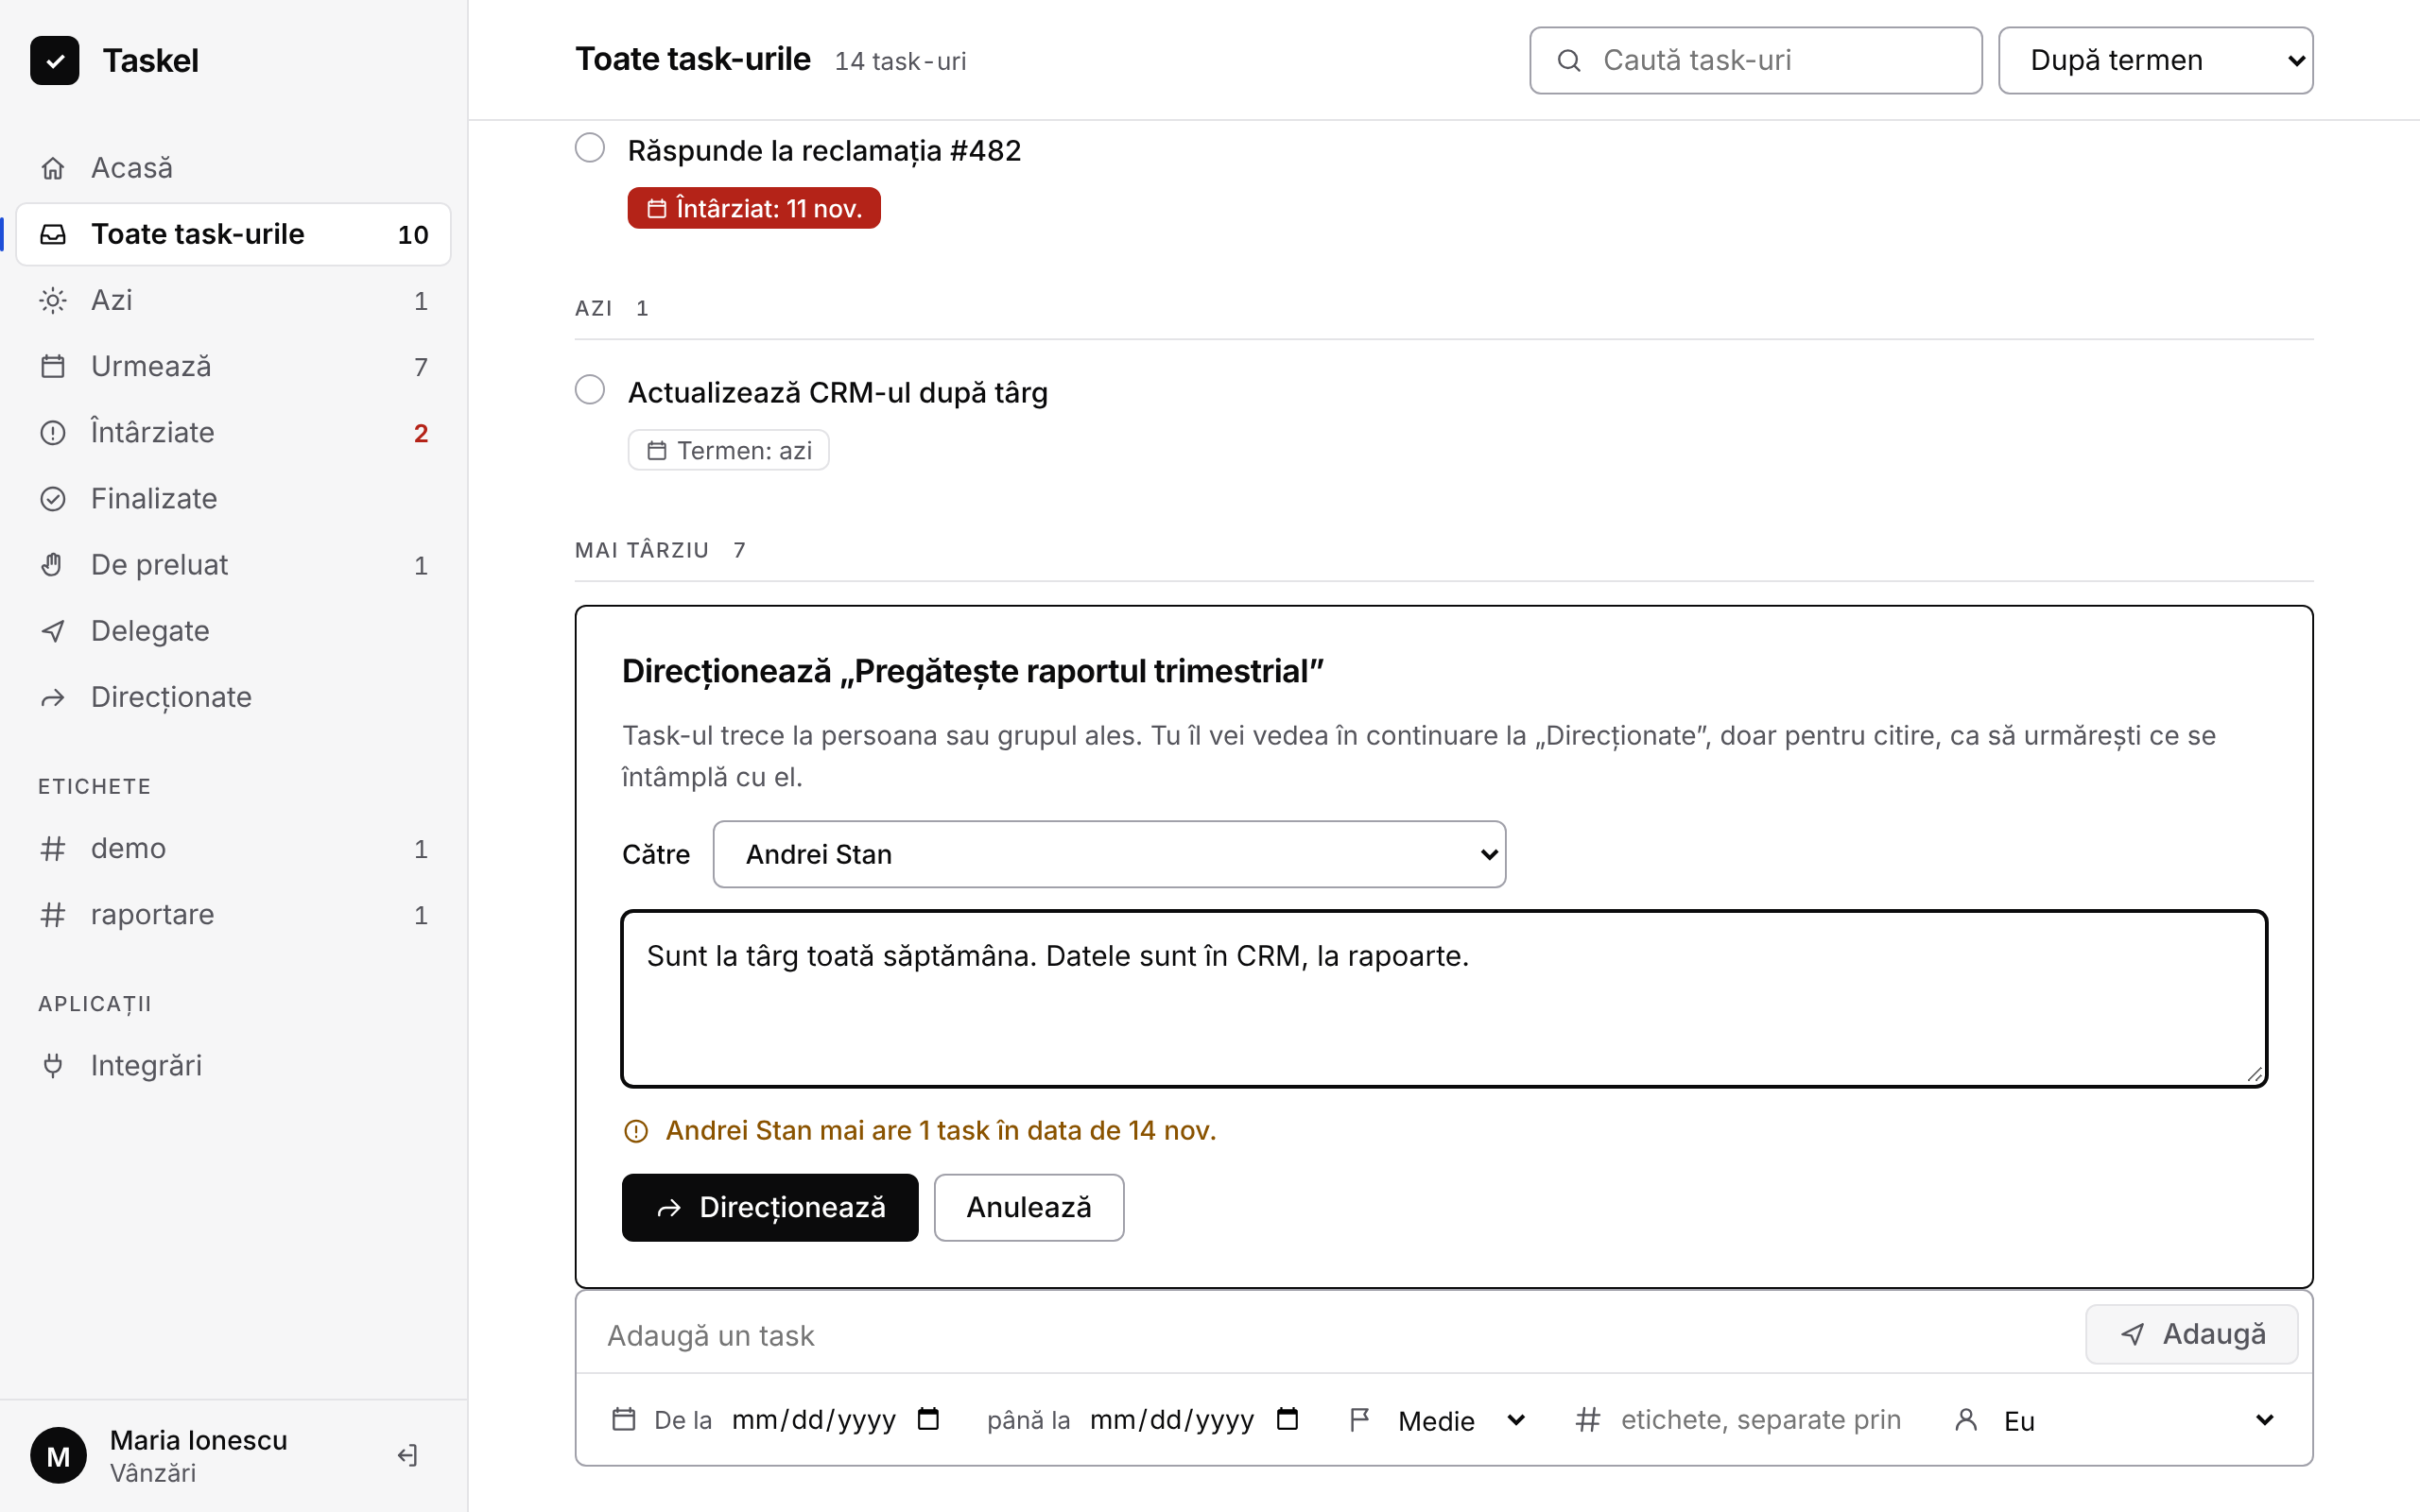 Taskel
Acasă
Toate task-urile 10
Azi 1
Urmează 7
Întârziate 2
Finalizate
De preluat 1
Delegate
Direcționate
ETICHETE
demo 1
raportare 1
APLICAȚII
Integrări
M
Maria Ionescu
Vânzări
Toate task-urile 14 task-uri
Caută task-uri
După termen
Răspunde la reclamația #482
Întârziat: 11 nov.
AZI 1
Actualizează CRM-ul după târg
Termen: azi
MAI TÂRZIU 7
Direcționează „Pregătește raportul trimestrial”
Task-ul trece la persoana sau grupul ales. Tu îl vei vedea în continuare la „Direcționate”, doar pentru citire, ca să urmărești ce se
întâmplă cu el.
Către Andrei Stan
Sunt la târg toată săptămâna. Datele sunt în CRM, la rapoarte.
Andrei Stan mai are 1 task în data de 14 nov.
Direcționează Anulează
Adaugă un task Adaugă
De la mm/dd/yyyy până la mm/dd/yyyy Medie etichete, separate prin Eu